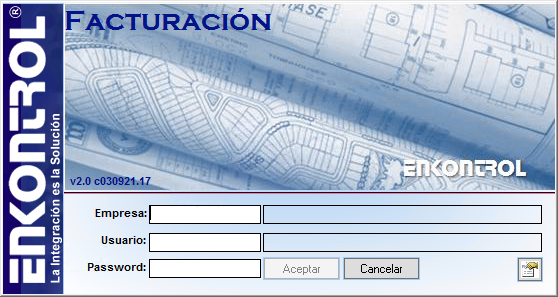 ENKONTROL®
La Integración es la Solución
FACTURACIÓN
ENKONTROL
v2.0 c030921.17
Empresa:
Usuario:
Password:
Aceptar
Cancelar